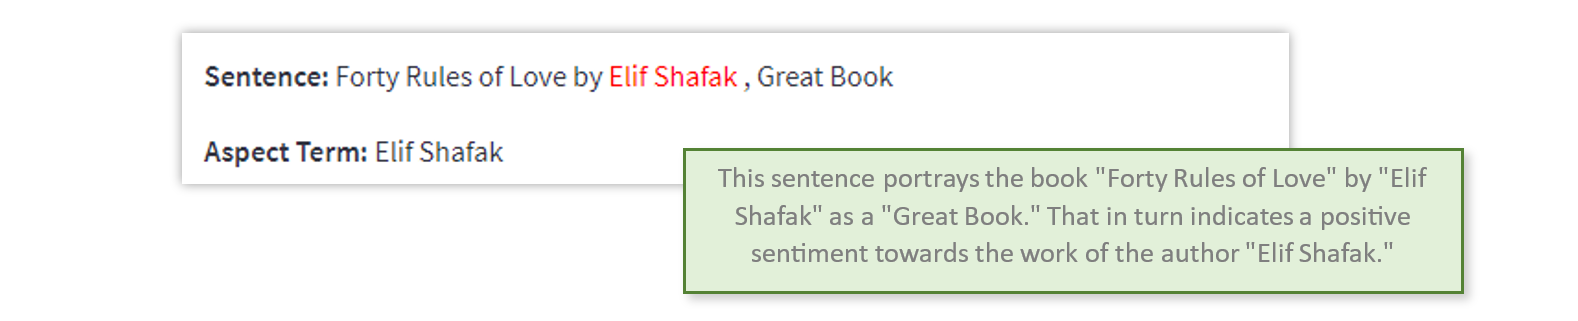 Sentence: Forty Rules of Love by Elif Shafak , Great Book
Aspect Term: Elif Shafak
This sentence portrays the book "Forty Rules of Love" by "Elif
Shafak" as a "Great Book." That in turn indicates a positive
sentiment towards the work of the author "Elif Shafak."